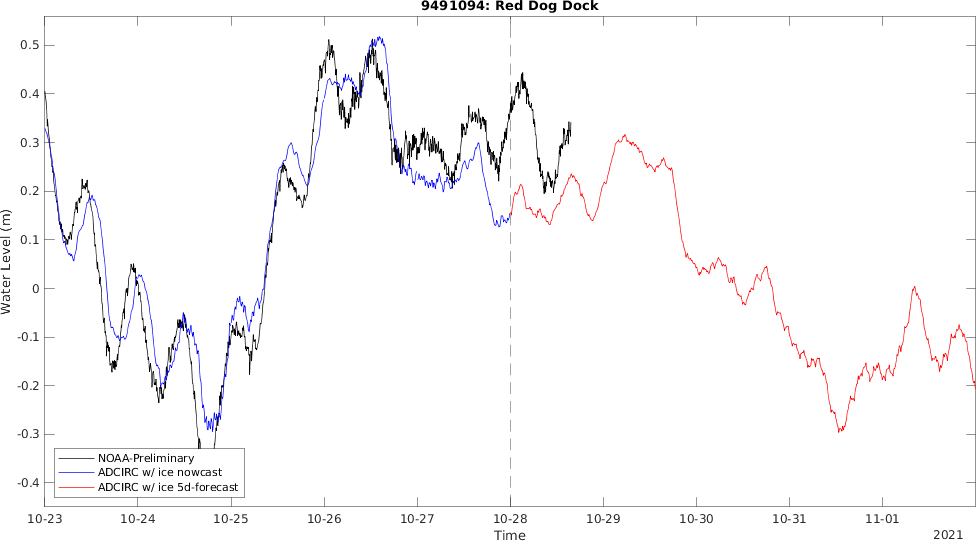 9491094: Red Dog Dock
Water Level (m)
0.5
0.4
0.3
0.2
0.1
0
-0.1
-0.2
-0.3
-0.4
NOAA-Preliminary
ADCIRC w/ ice nowcast
ADCIRC w/ ice 5d-forecast
10-23 10-24 10-25 10-26 10-27 10-28 10-29 10-30 10-31 11-01
Time
2021